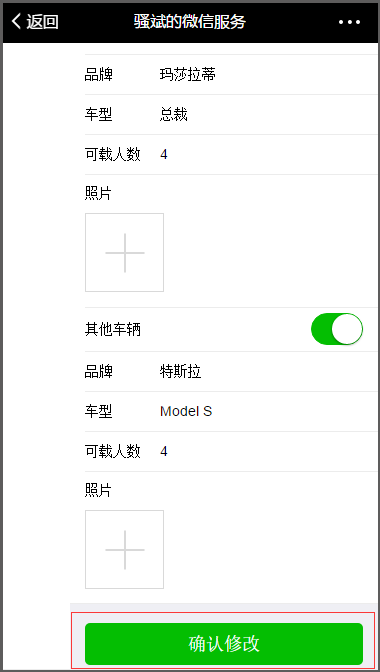 返回 骚斌的微信服务
品牌 玛莎拉蒂
车型 总裁
可载人数 4
照片
其他车辆
品牌 特斯拉
车型 Model S
可载人数 4
照片
确认修改